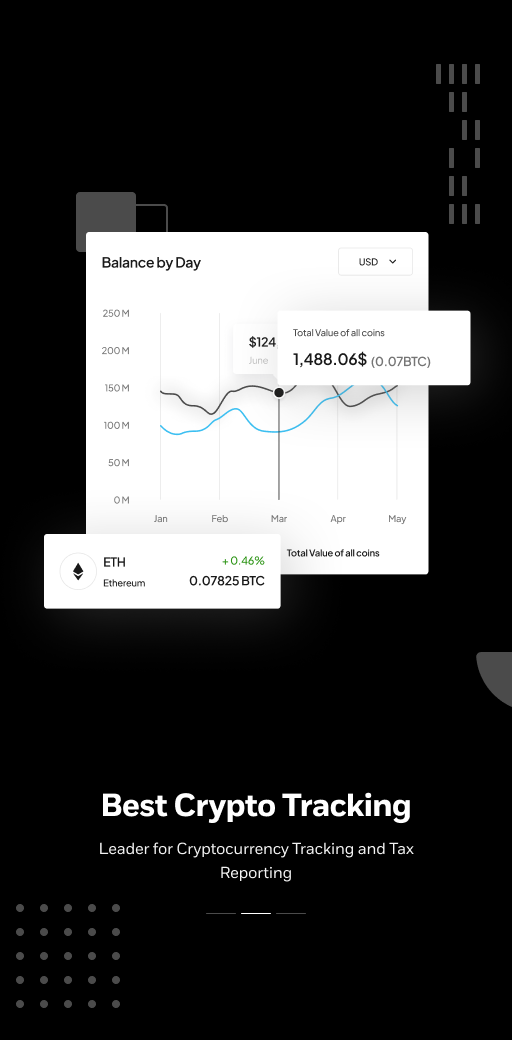 Balance by Day
USD
250 M
Total Value of all coins
$124
200 M
1,488.06$ (0.07BTC)
June
150 M
100 M
50 M
0 M
Jan Feb Mar Apr May
Total Value of all coins
ETH
+0.46%
Ethereum
0.07825 BTC
Best Crypto Tracking
Leader for Cryptocurrency Tracking and Tax
Reporting